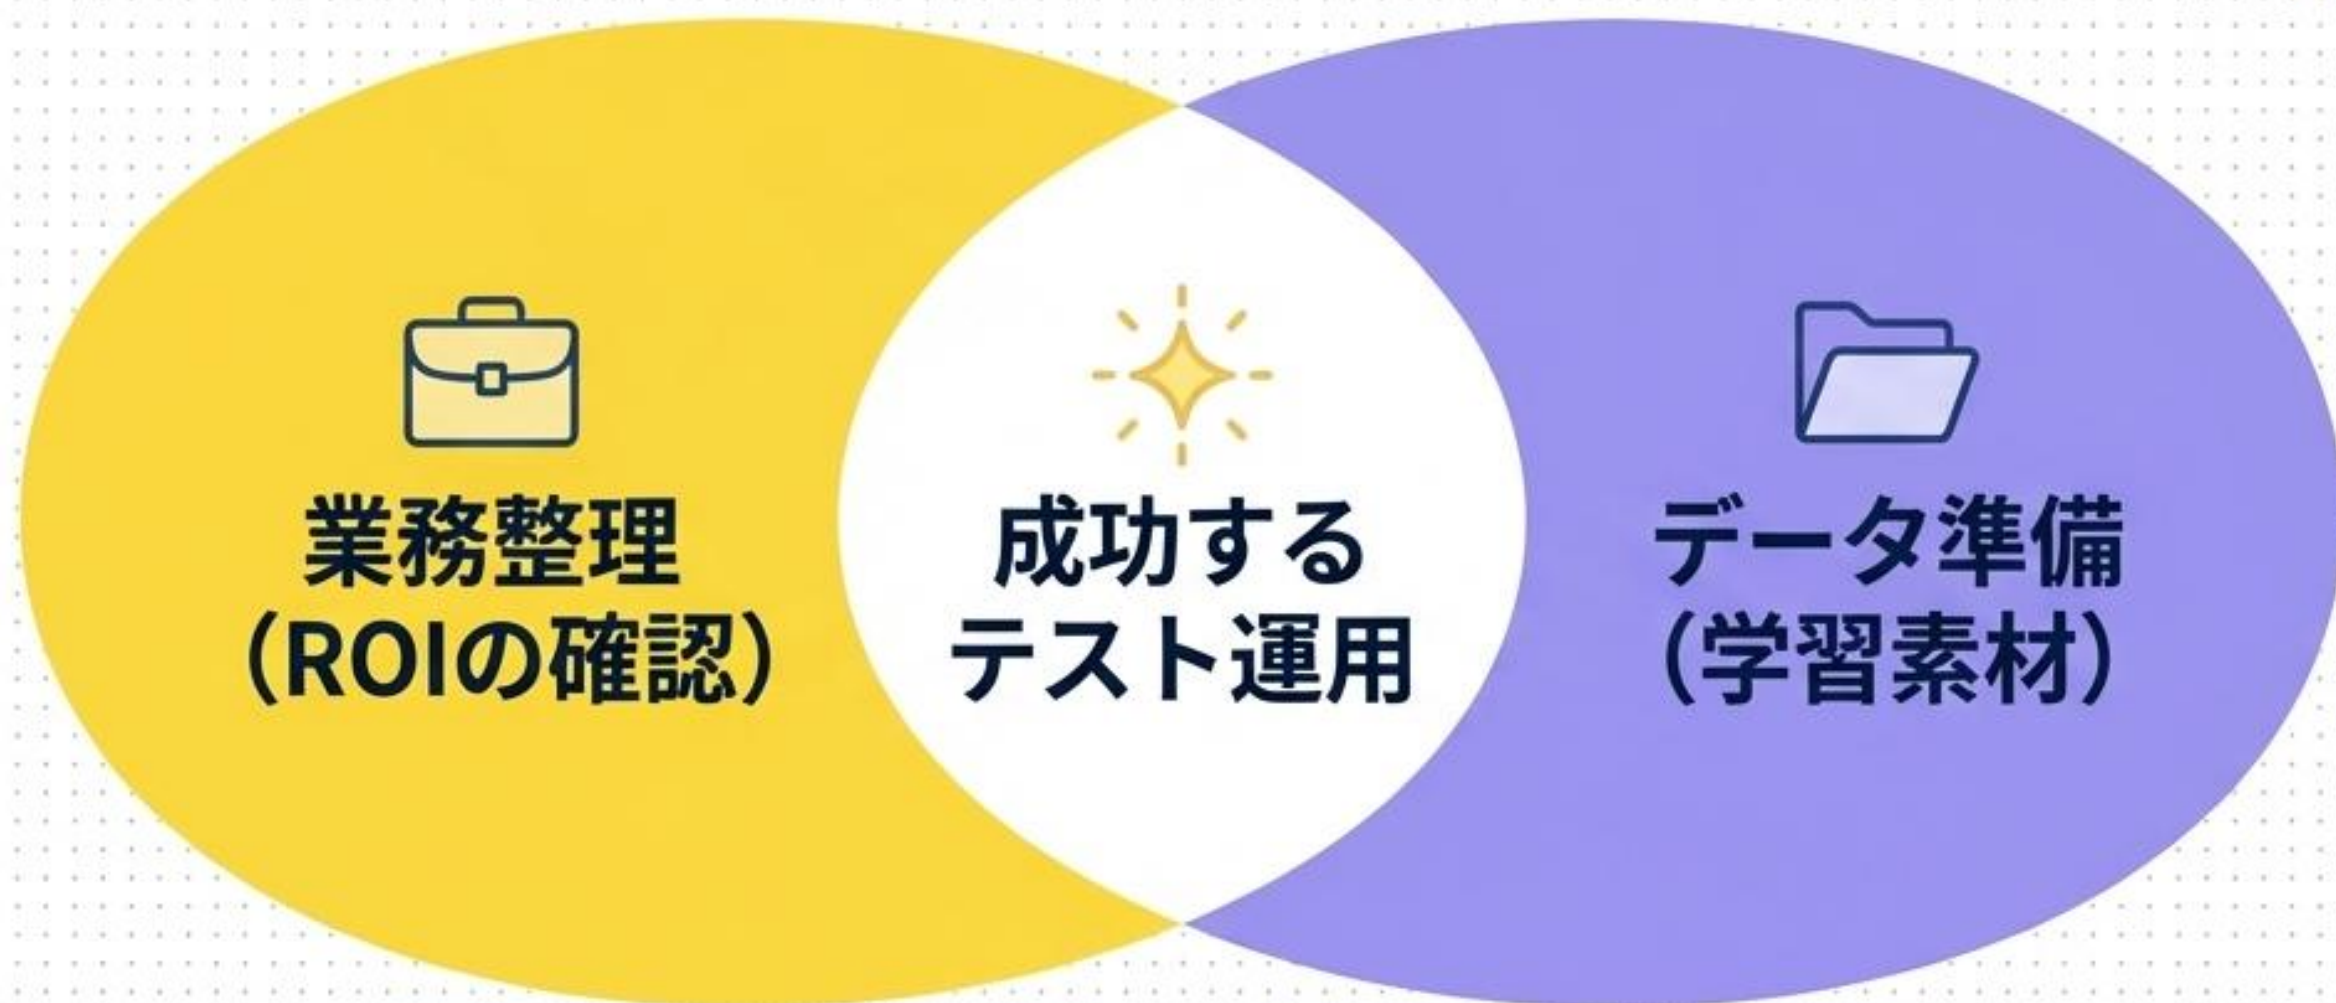 業務整理
（ROIの確認）
成功する
テスト運用
データ準備
（学習素材）